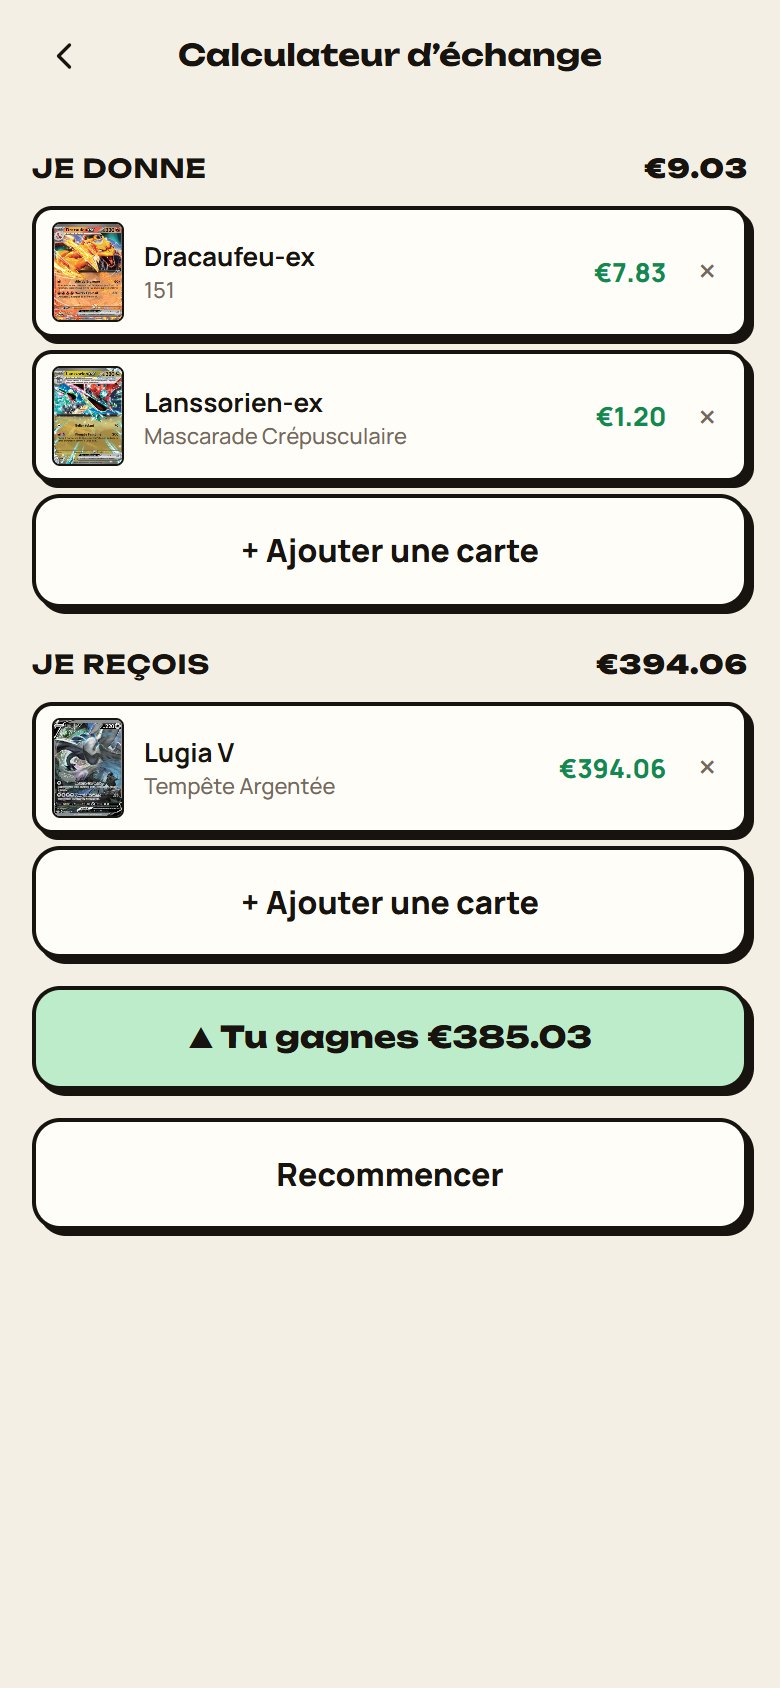 Calculateur d’échange
JE DONNE €9.03
Dracaufeu-ex
151
€7.83 ×
Lanssorien-ex
Mascarade Crépusculaire
€1.20 ×
+ Ajouter une carte
JE REÇOIS €394.06
Lugia V
Tempête Argentée
€394.06 ×
+ Ajouter une carte
▲ Tu gagnes €385.03
Recommencer